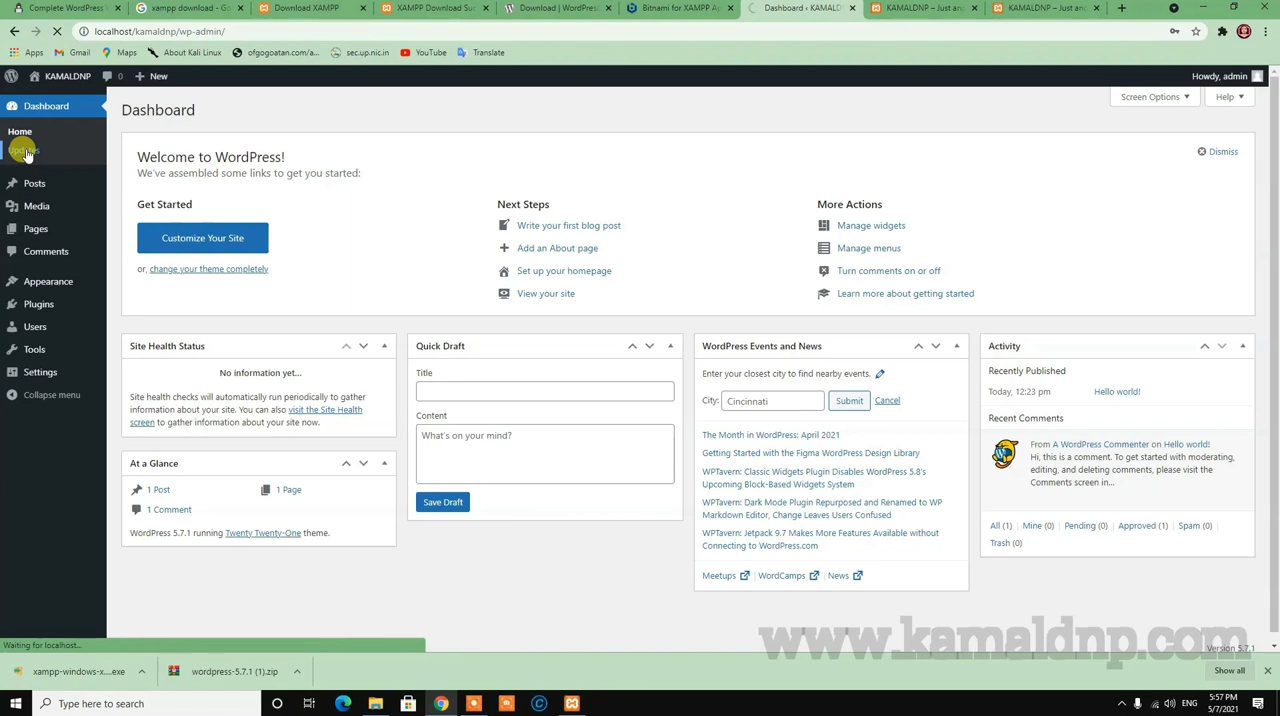 Complete WordPress
xampp download - Go
Download XAMPP
XAMPP Download Su
Download | WordPres
Bitnami for XAMPP Ap
Dashboard ‹ KAMALD
KAMALDNP – Just and
KAMALDNP – Just an
localhost/kamaldnp/wp-admin/
Apps
Gmail
Maps
About Kali Linux
ofgogoatan.com/a...
sec.up.nic.in
YouTube
Translate
KAMALDNP
0
New
Howdy, admin
Dashboard
Home
Updates
Posts
Media
Pages
Comments
Appearance
Plugins
Users
Tools
Settings
Collapse menu
Dashboard
Screen Options
Help
Welcome to WordPress!
We've assembled some links to get you started:
Dismiss
Get Started
Customize Your Site
or, change your theme completely
Next Steps
Write your first blog post
Add an About page
Set up your homepage
View your site
More Actions
Manage widgets
Manage menus
Turn comments on or off
Learn more about getting started
Site Health Status
No information yet...
Site health checks will automatically run periodically to gather
information about your site. You can also visit the Site Health
screen to gather information about your site now.
At a Glance
1 Post
1 Page
1 Comment
WordPress 5.7.1 running Twenty Twenty-One theme.
Quick Draft
Title
Content
What's on your mind?
Save Draft
WordPress Events and News
Enter your closest city to find nearby events.
City:
Cincinnati
Submit
Cancel
The Month in WordPress: April 2021
Getting Started with the Figma WordPress Design Library
WPTavern: Classic Widgets Plugin Disables WordPress 5.8's
Upcoming Block-Based Widgets System
WPTavern: Dark Mode Plugin Repurposed and Renamed to WP
Markdown Editor, Change Leaves Users Confused
WPTavern: Jetpack 9.7 Makes More Features Available without
Connecting to WordPress.com
Meetups
WordCamps
News
Activity
Recently Published
Today, 12:23 pm
Hello world!
Recent Comments
From A WordPress Commenter on Hello world!
Hi, this is a comment. To get started with moderating,
editing, and deleting comments, please visit the
Comments screen in...
All (1) | Mine (0) | Pending (0) | Approved (1) | Spam (0) |
Trash (0)
Waiting for localhost...
www.kamaldnp.com
Version 5.7.1
xampp-windows-x....exe
wordpress-5.7.1 (1).zip
Show all
Type here to search
ENG
5:57 PM
5/7/2021